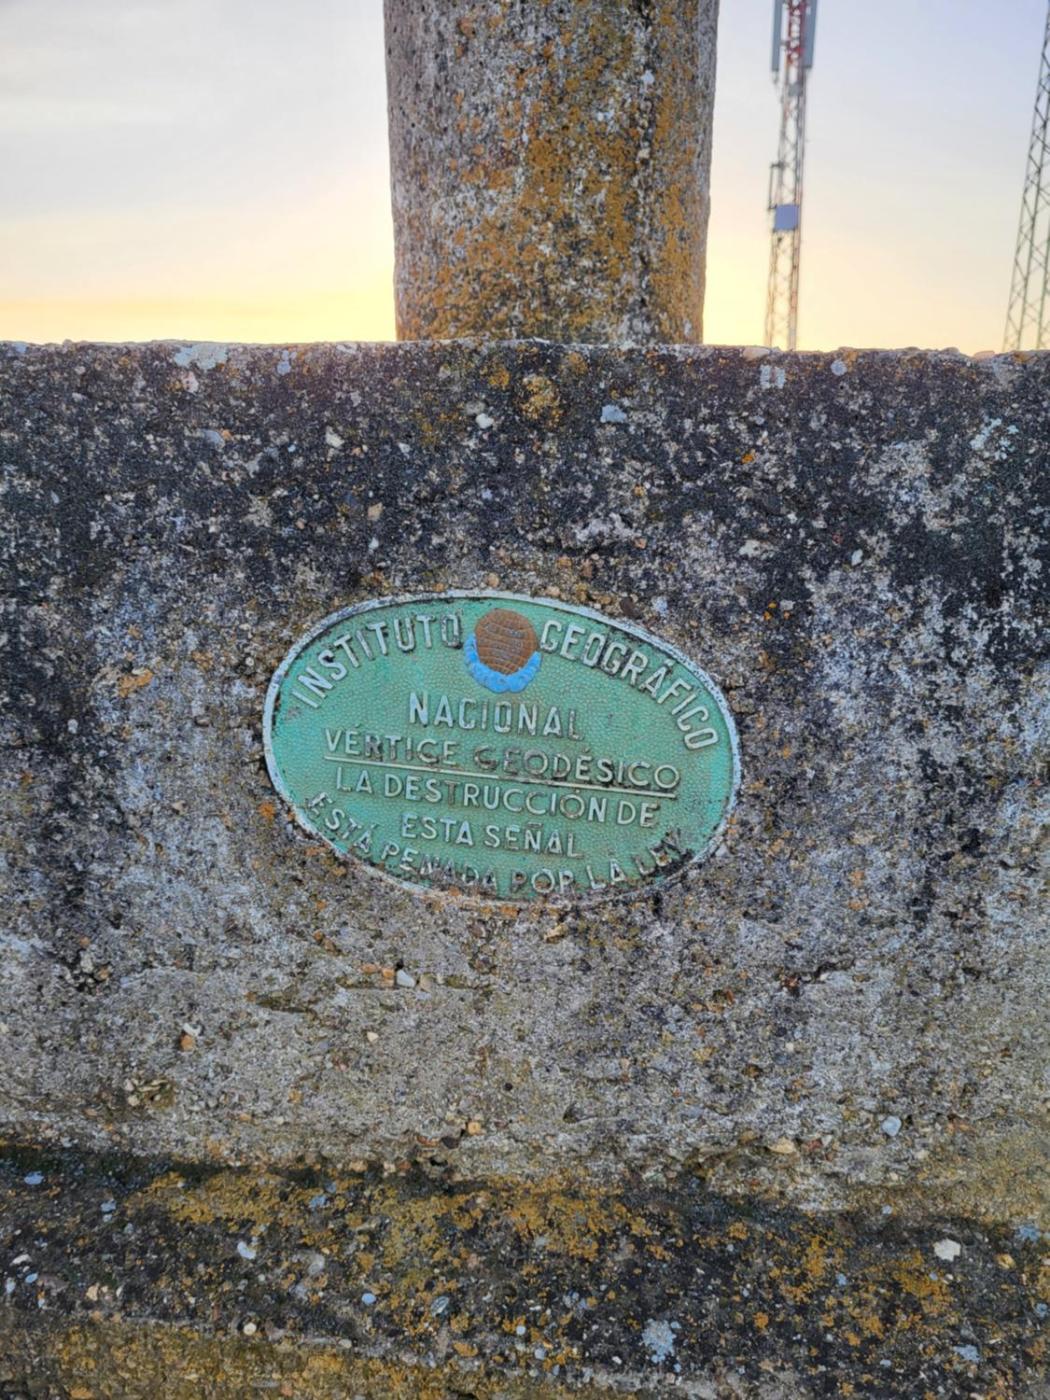 INSTITUTO GEOGRÁFICO
NACIONAL
VÉRTICE GEODÉSICO
LA DESTRUCCIÓN DE
ESTA SEÑAL
ESTÁ PENADA POR LA LEY